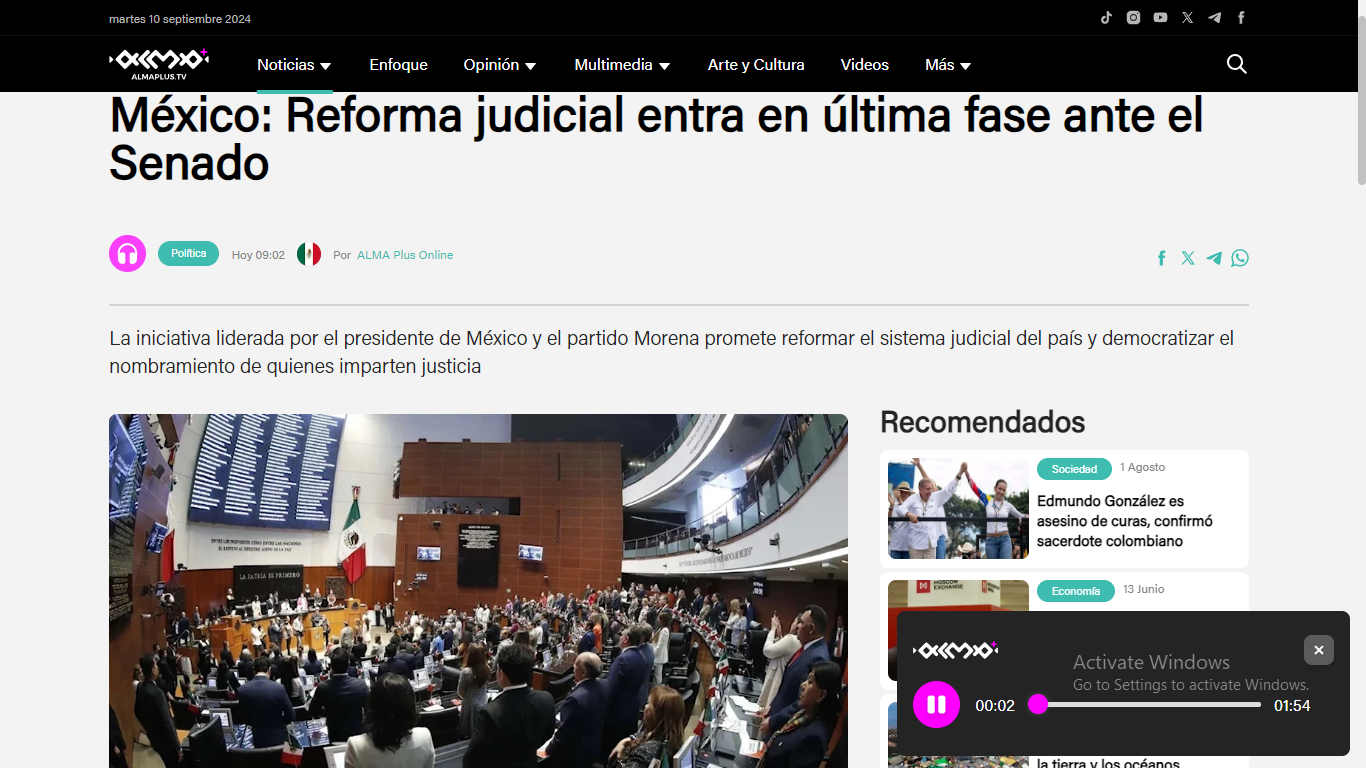 martes 10 septiembre 2024
ALMAPLUS.TV
Noticias
Enfoque
Opinión
Multimedia
Arte y Cultura
Videos
Más
México: Reforma judicial entra en última fase ante el
Senado
Política
Hoy 09:02
Por ALMA Plus Online
La iniciativa liderada por el presidente de México y el partido Morena promete reformar el sistema judicial del país y democratizar el
nombramiento de quienes imparten justicia
LA PATRIA ES PRIMERO
Recomendados
Sociedad
1 Agosto
Edmundo González es
asesino de curas, confirmó
sacerdote colombiano
MOSCOW
EXCHANGE
Economía
13 Junio
Activate Windows
Go to Settings to activate Windows.
00:02
01:54
la tierra y los océanos